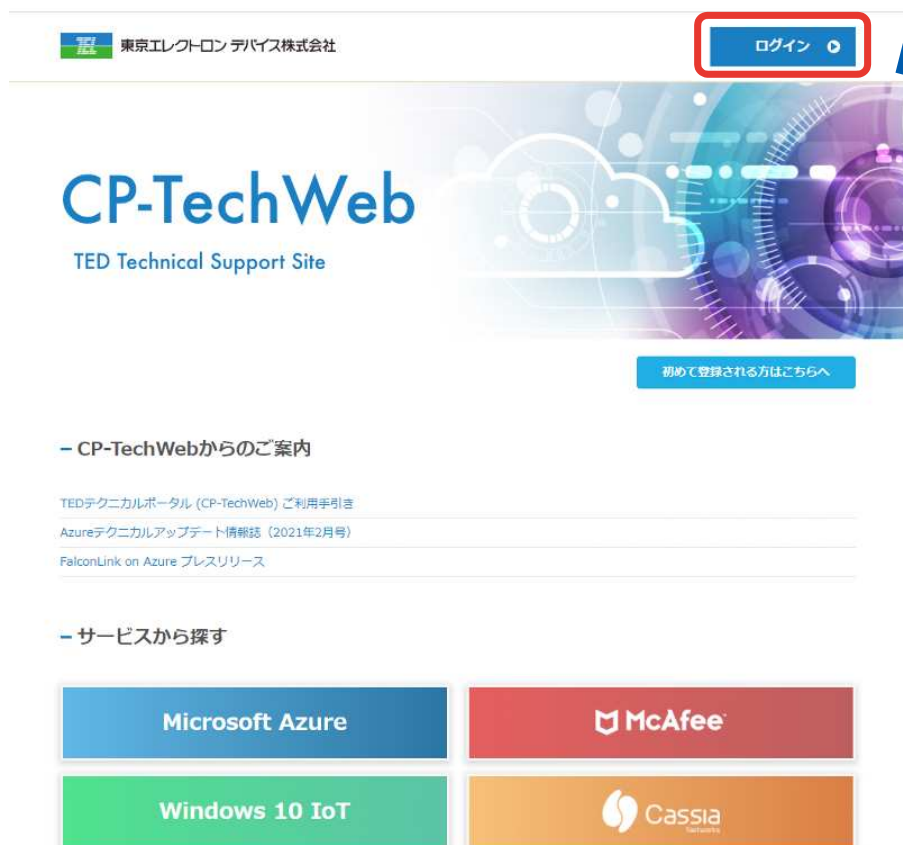 TEL 東京エレクトロン デバイス株式会社
ログイン
CP-TechWeb
TED Technical Support Site
初めて登録される方はこちらへ
– CP-TechWebからのご案内
TEDテクニカルポータル (CP-TechWeb) ご利用手引き
Azureテクニカルアップデート情報誌（2021年2月号）
FalconLink on Azure プレスリリース
– サービスから探す
Microsoft Azure
McAfee
Windows 10 IoT
Cassia
Networks